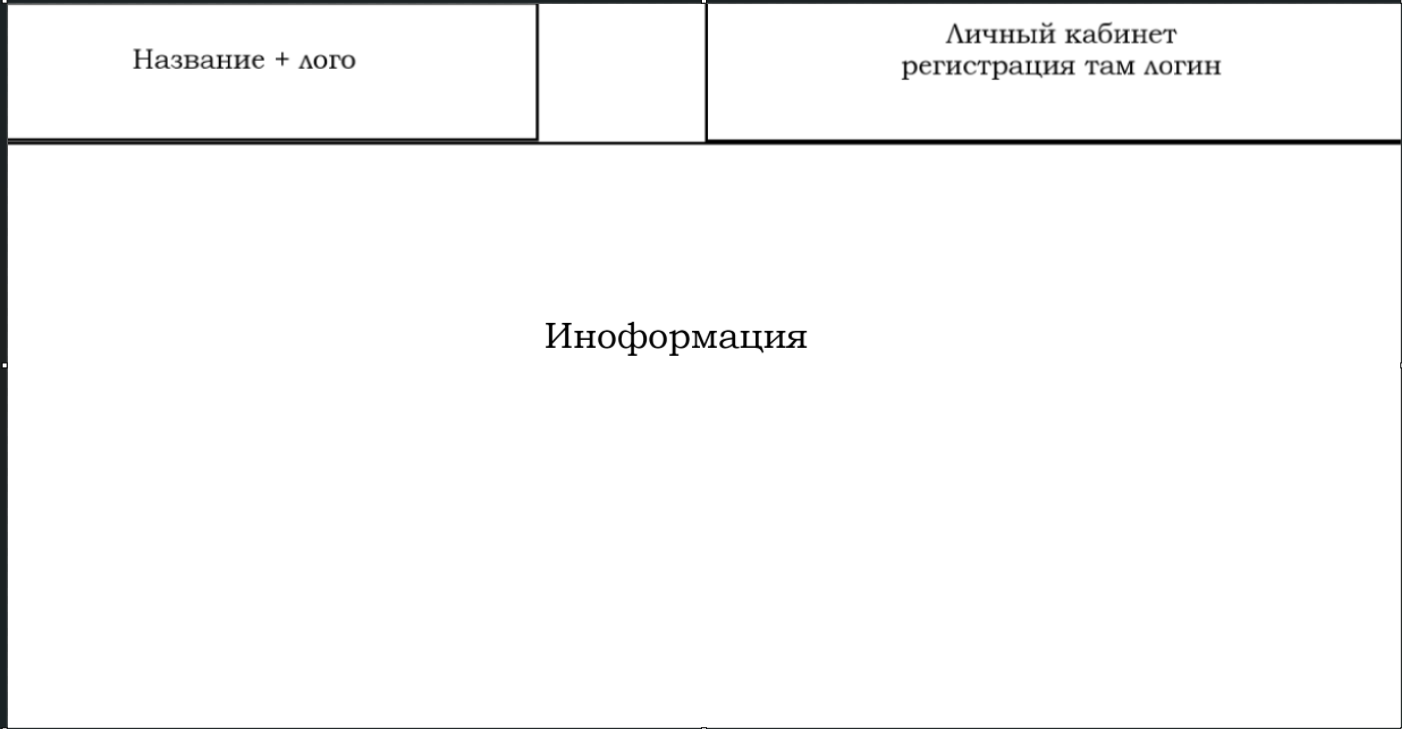 Название + лого
Личный кабинет
регистрация там логин
Иноформация